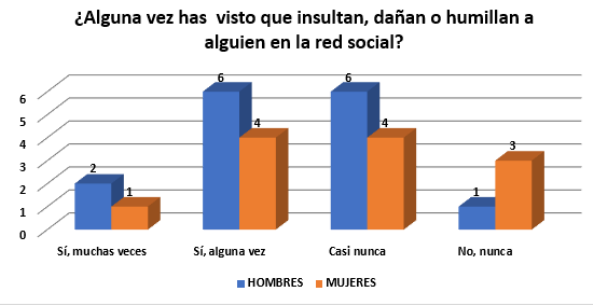 ¿Alguna vez has visto que insultan, dañan o humillan a
alguien en la red social?
6
5
4
3
2
1
0
2
1
6
4
6
4
1
3
Sí, muchas veces
Sí, alguna vez
Casi nunca
No, nunca
HOMBRES
MUJERES